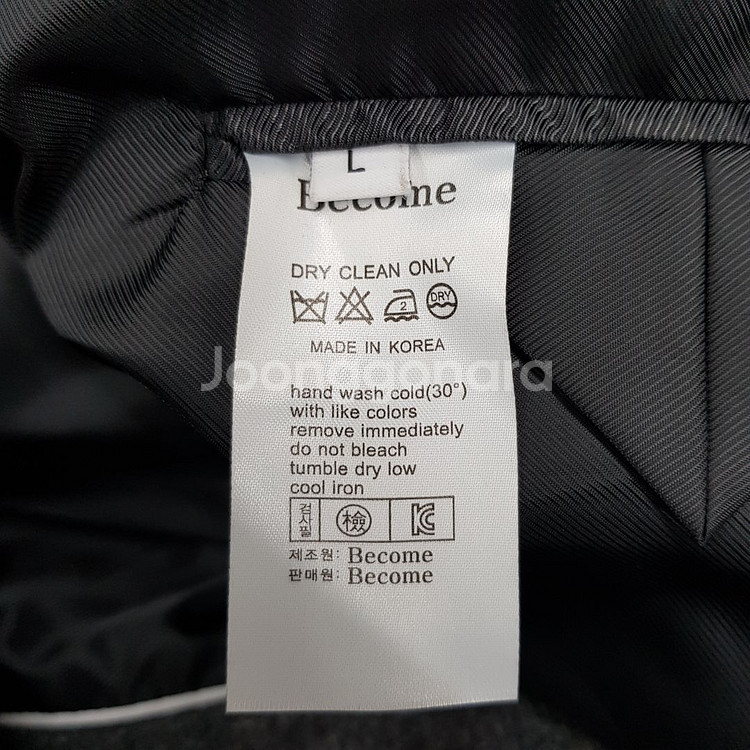 L
Become
DRY CLEAN ONLY
2
DRY
MADE IN KOREA
Joonggonara
hand wash cold(30°)
with like colors
remove immediately
do not bleach
tumble dry low
cool iron
검사필
檢
KC
제조원: Become
판매원: Become